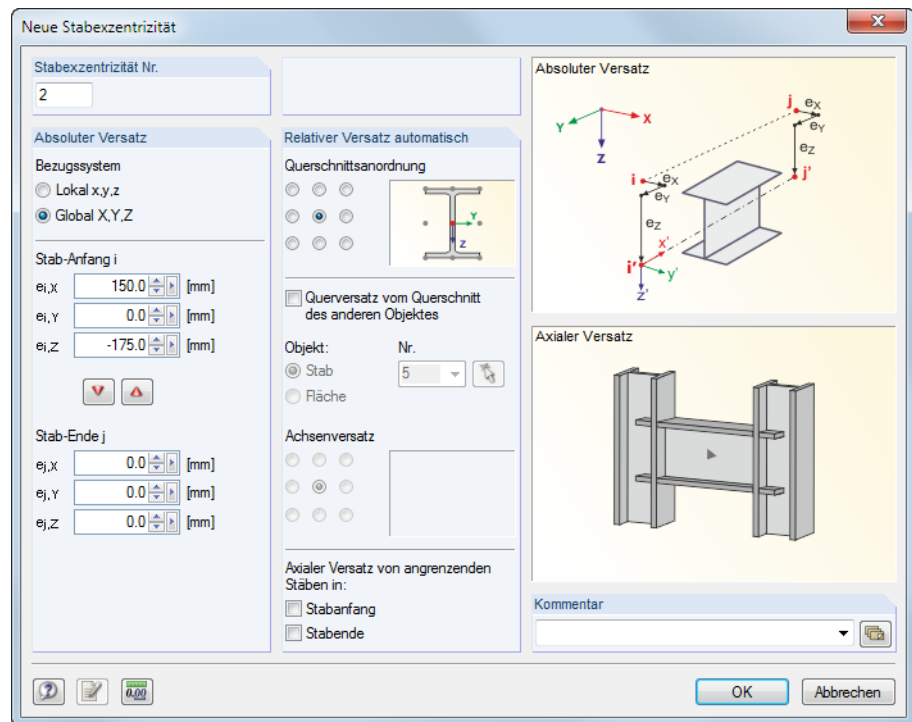 Neue Stabexzentrizität
Stabexzentrizität Nr.
2
Absoluter Versatz
Bezugssystem
Lokal x,y,z
Global X,Y,Z
Stab-Anfang i
ei,X 150.0 [mm]
ei,Y 0.0 [mm]
ei,Z -175.0 [mm]
Stab-Ende j
ej,X 0.0 [mm]
ej,Y 0.0 [mm]
ej,Z 0.0 [mm]
Relativer Versatz automatisch
Querschnittsanordnung
Y
Z
Querversatz vom Querschnitt
des anderen Objektes
Objekt: Nr.
Stab 5
Fläche
Achsenversatz
Axialer Versatz von angrenzenden
Stäben in:
Stabanfang
Stabende
Absoluter Versatz
Y X
Z
j eX
eY
eZ
j'
i eX
eY
eZ
x'
i' y'
z'
Axialer Versatz
Kommentar
0.00
OK Abbrechen